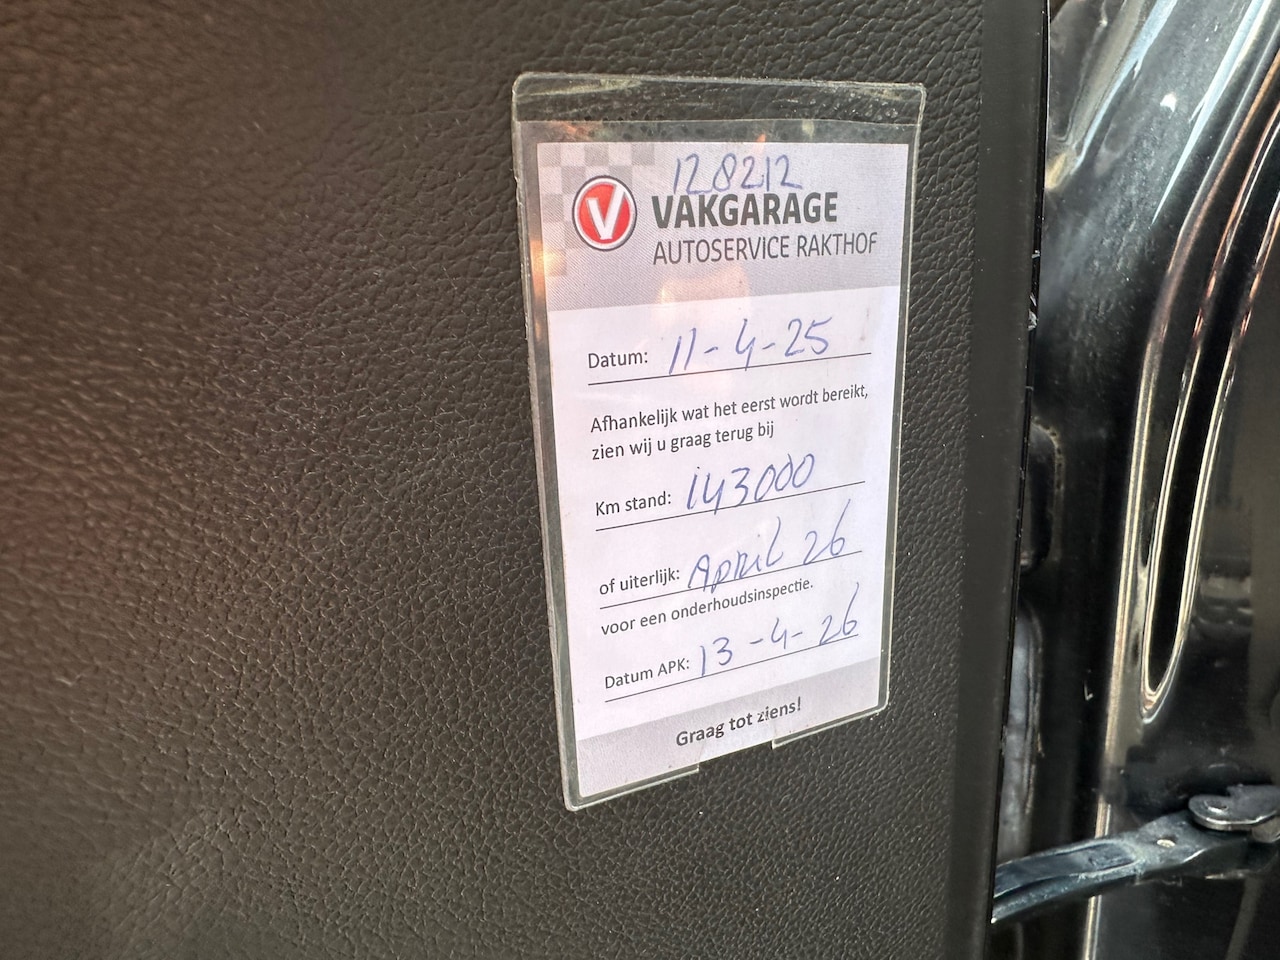 128212
V VAKGARAGE
AUTOSERVICE RAKTHOF
Datum: 11-4-25
Afhankelijk wat het eerst wordt bereikt,
zien wij u graag terug bij
Km stand: 143000
of uiterlijk: April 26
voor een onderhoudsinspectie.
Datum APK: 13-4-26
Graag tot ziens!